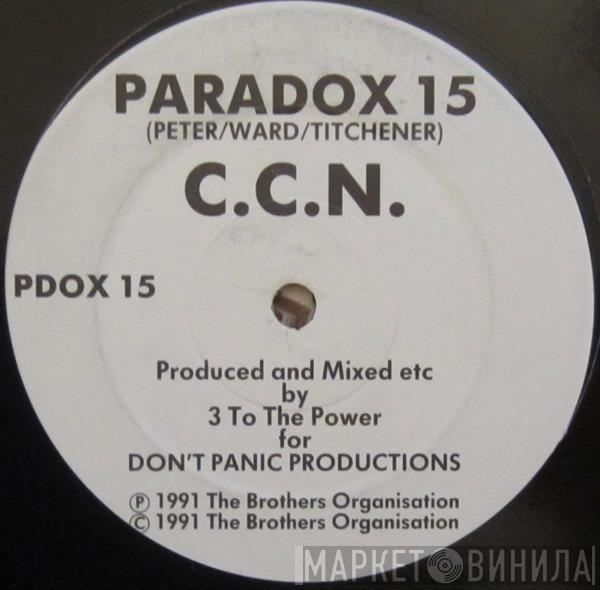 PARADOX 15
(PETER/WARD/TITCHENER)
C.C.N.
PDOX 15
Produced and Mixed etc
by
3 To The Power
for
DON'T PANIC PRODUCTIONS
Ⓟ 1991 The Brothers Organisation
© 1991 The Brothers Organisation
МАРКЕТ ВИНИЛА